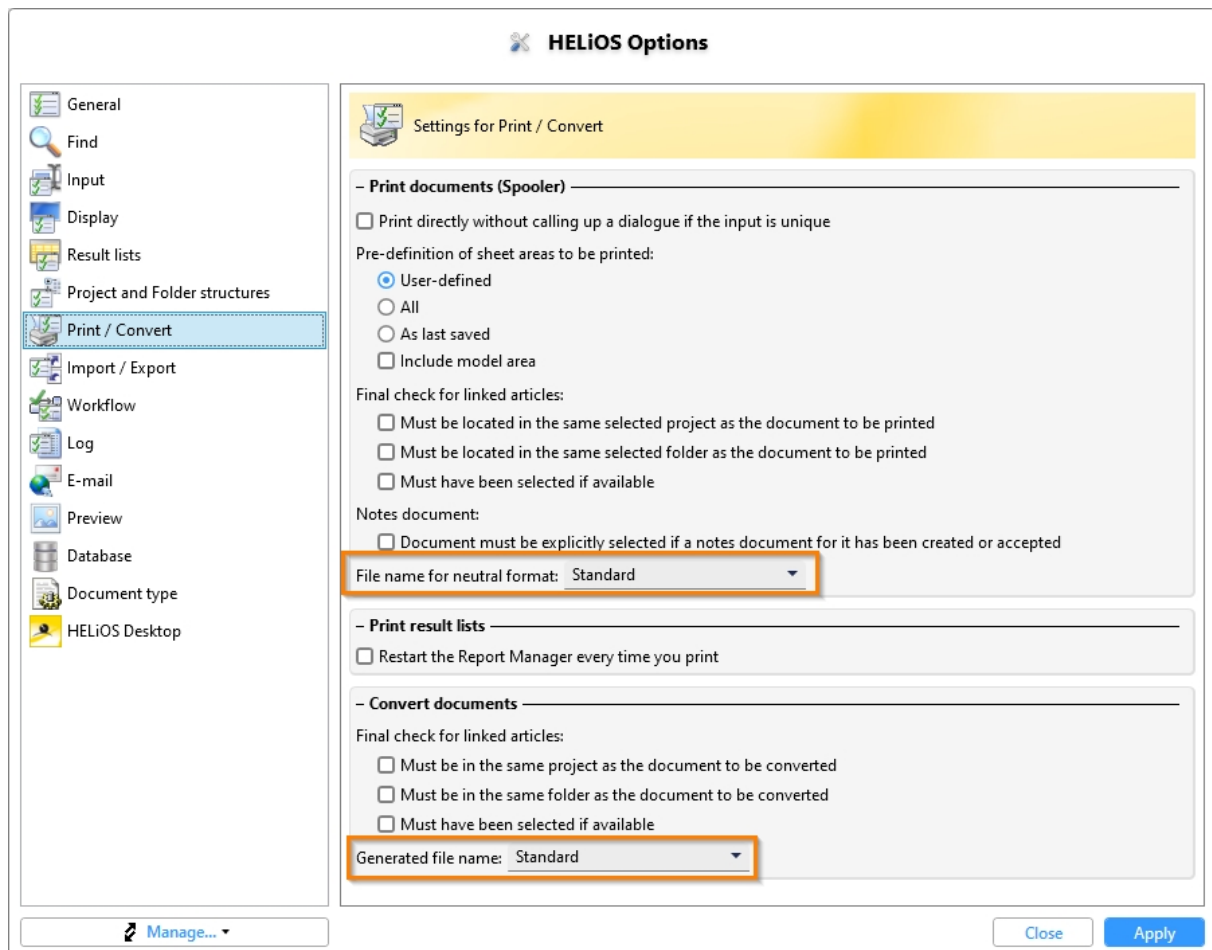 HELiOS Options
General
Find
Input
Display
Result lists
Project and Folder structures
Print / Convert
Import / Export
Workflow
Log
E-mail
Preview
Database
Document type
HELiOS Desktop
Manage...
Settings for Print / Convert
– Print documents (Spooler)
Print directly without calling up a dialogue if the input is unique
Pre-definition of sheet areas to be printed:
User-defined
All
As last saved
Include model area
Final check for linked articles:
Must be located in the same selected project as the document to be printed
Must be located in the same selected folder as the document to be printed
Must have been selected if available
Notes document:
Document must be explicitly selected if a notes document for it has been created or accepted
File name for neutral format: Standard
– Print result lists
Restart the Report Manager every time you print
– Convert documents
Final check for linked articles:
Must be in the same project as the document to be converted
Must be in the same folder as the document to be converted
Must have been selected if available
Generated file name: Standard
Close Apply